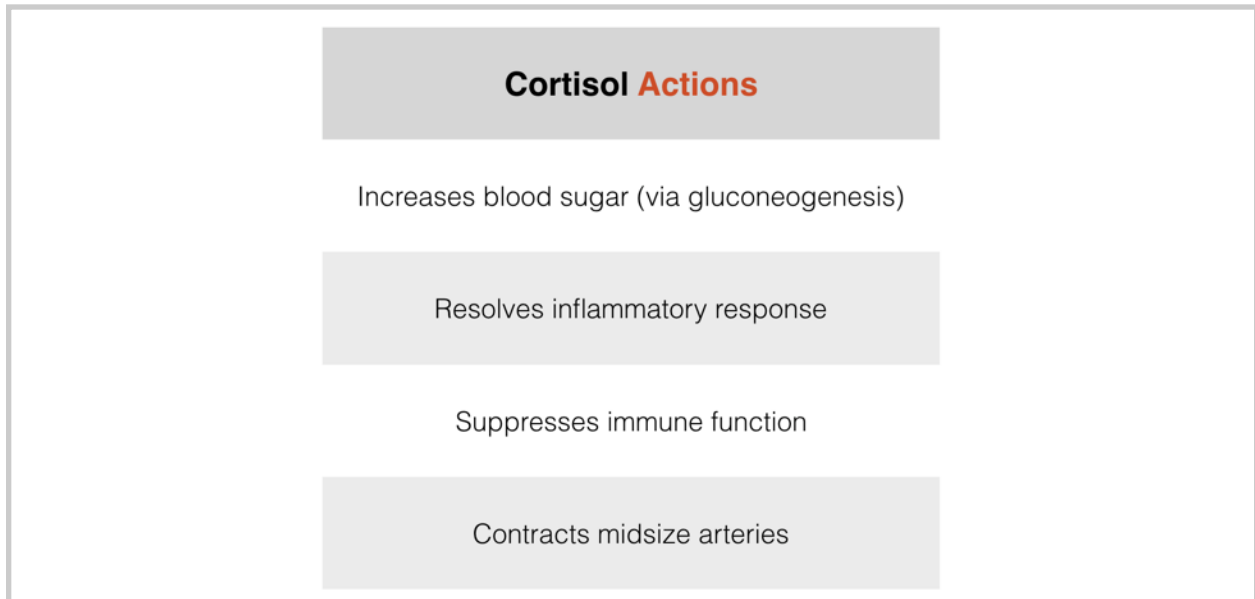 Cortisol Actions
Increases blood sugar (via gluconeogenesis)
Resolves inflammatory response
Suppresses immune function
Contracts midsize arteries